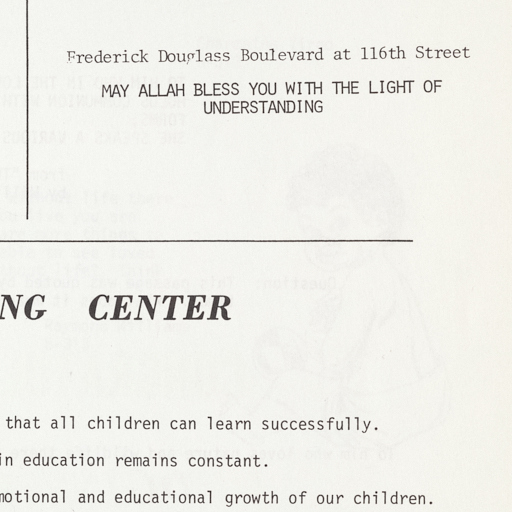 Frederick Douglass Boulevard at 116th Street
MAY ALLAH BLESS YOU WITH THE LIGHT OF
UNDERSTANDING
NG CENTER
that all children can learn successfully.
in education remains constant.
motional and educational growth of our children.